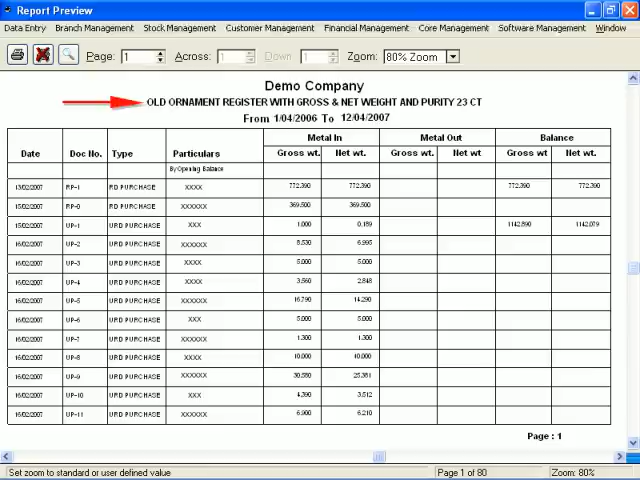 Report Preview
Data Entry Branch Management Stock Management Customer Management Financial Management Core Management Software Management Window
Page: 1 Across: 1 Down 1 Zoom: 80% Zoom
Demo Company
OLD ORNAMENT REGISTER WITH GROSS & NET WEIGHT AND PURITY 23 CT
From 1/04/2006 To 12/04/2007
Metal In Metal Out Balance
Date Doc No. Type Particulars Gross wt. Net wt. Gross wt. Net wt Gross wt Net wt.
By Opening Balance
13/02/2007 RP-1 RD PURCHASE XXXX 772.390 772.390 772.390 772.390
15/02/2007 RP-0 RD PURCHASE XXXXX 369.500 369.500
15/02/2007 UP-1 URD PURCHASE XXX 1.000 0.189 1142.890 1142.079
16/02/2007 UP-2 URD PURCHASE XXXXXX 8.530 6.995
16/02/2007 UP-3 URD PURCHASE XXXX 5.000 5.000
16/02/2007 UP-4 URD PURCHASE XXXX 3.560 2.848
16/02/2007 UP-5 URD PURCHASE XXXXXX 16.790 14.290
16/02/2007 UP-6 URD PURCHASE XXX 5.000 5.000
16/02/2007 UP-7 URD PURCHASE XXXXXX 1.300 1.300
16/02/2007 UP-8 URD PURCHASE XXXX 10.000 10.000
16/02/2007 UP-9 URD PURCHASE XXXXXX 30.580 25.381
16/02/2007 UP-10 URD PURCHASE XXX 4.390 3.512
16/02/2007 UP-11 URD PURCHASE XXXXXX 6.900 6.210
Page : 1
Set zoom to standard or user defined value Page 1 of 80 Zoom: 80%